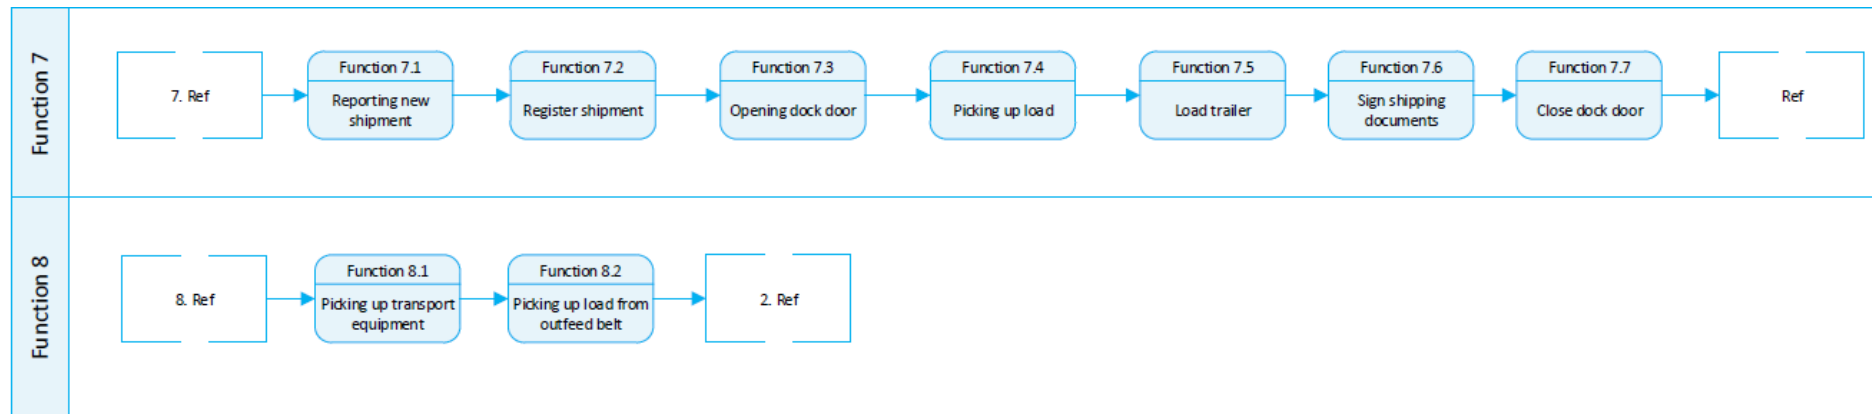 Function 7
7. Ref
Function 7.1
Reporting new
shipment
Function 7.2
Register shipment
Function 7.3
Opening dock door
Function 7.4
Picking up load
Function 7.5
Load trailer
Function 7.6
Sign shipping
documents
Function 7.7
Close dock door
Ref
Function 8
8. Ref
Function 8.1
Picking up transport
equipment
Function 8.2
Picking up load from
outfeed belt
2. Ref